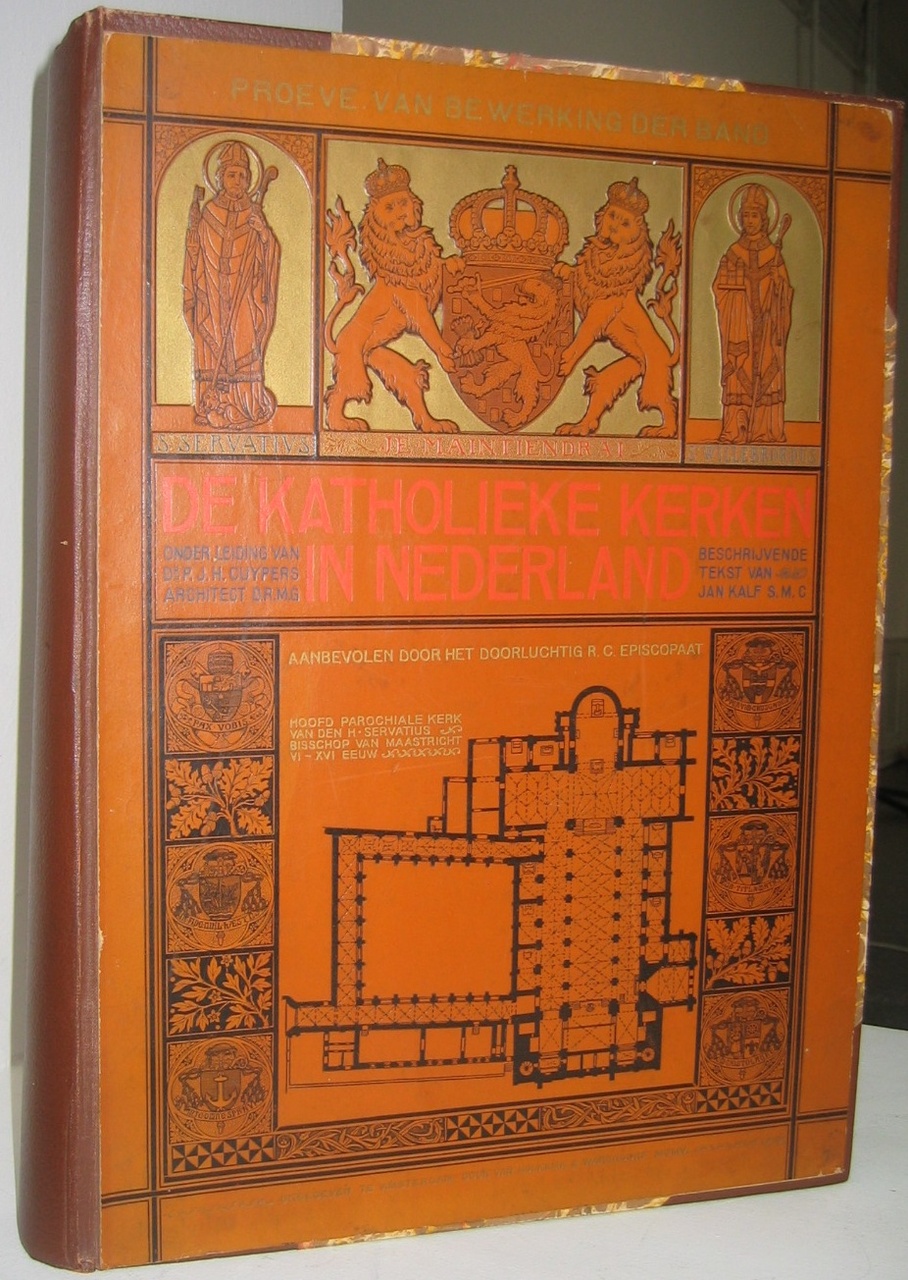 PROEVE VAN BEWERKING DER BAND
S. SERVATIUS
JE MAINTIENDRAI
S. WILLEBRORDUS
DE KATHOLIEKE KERKEN
IN NEDERLAND
ONDER LEIDING VAN
Dr P. J. H. CUYPERS
ARCHITECT D.R.M.G
BESCHRIJVENDE
TEKST VAN
JAN KALF S. M. C
AANBEVOLEN DOOR HET DOORLUCHTIG R. C. EPISCOPAAT
HOOFD PAROCHIALE KERK
VAN DEN H · SERVATIUS
BISSCHOP VAN MAASTRICHT
VI – XVI EEUW
PAX VOBIS